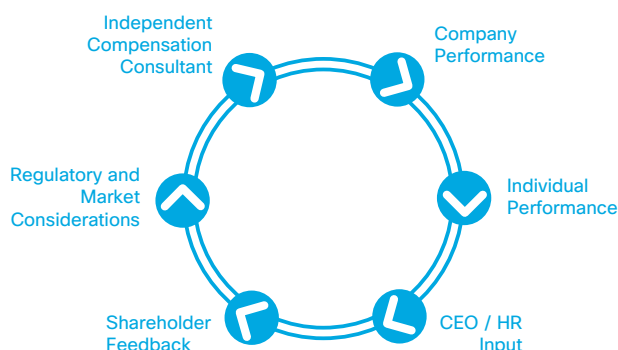 Independent
Compensation
Consultant
Company
Performance
Regulatory and
Market
Considerations
Individual
Performance
Shareholder
Feedback
CEO / HR
Input